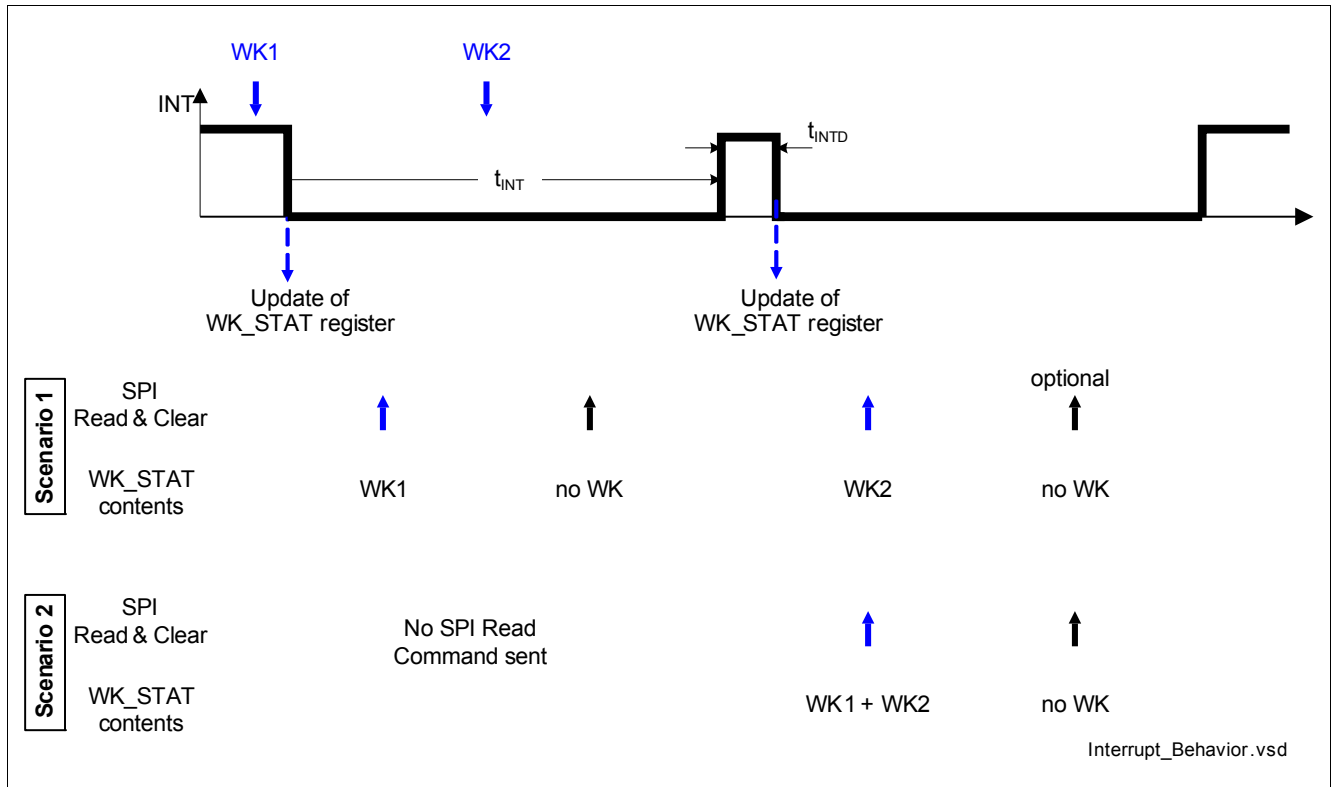 WK1 WK2
INT
tINTD
tINT
Update of
WK_STAT register
Update of
WK_STAT register
Scenario 1
SPI
Read & Clear
optional
WK_STAT
contents
WK1 no WK WK2 no WK
Scenario 2
SPI
Read & Clear
No SPI Read
Command sent
WK_STAT
contents
WK1 + WK2 no WK
Interrupt_Behavior.vsd